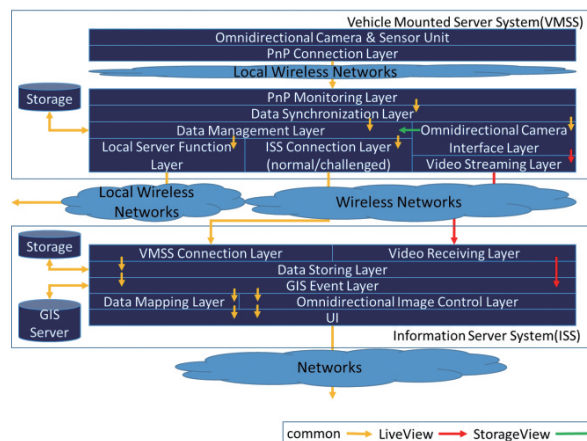 Vehicle Mounted Server System(VMSS)
Omnidirectional Camera & Sensor Unit
PnP Connection Layer
Local Wireless Networks
Storage
PnP Monitoring Layer
Data Synchronization Layer
Data Management Layer
Omnidirectional Camera
Interface Layer
Local Server Function
Layer
ISS Connection Layer
(normal/challenged)
Video Streaming Layer
Local Wireless
Networks
Wireless Networks
Storage
VMSS Connection Layer
Video Receiving Layer
Data Storing Layer
GIS Event Layer
GIS
Server
Data Mapping Layer
Omnidirectional Image Control Layer
UI
Information Server System(ISS)
Networks
common
LiveView
StorageView